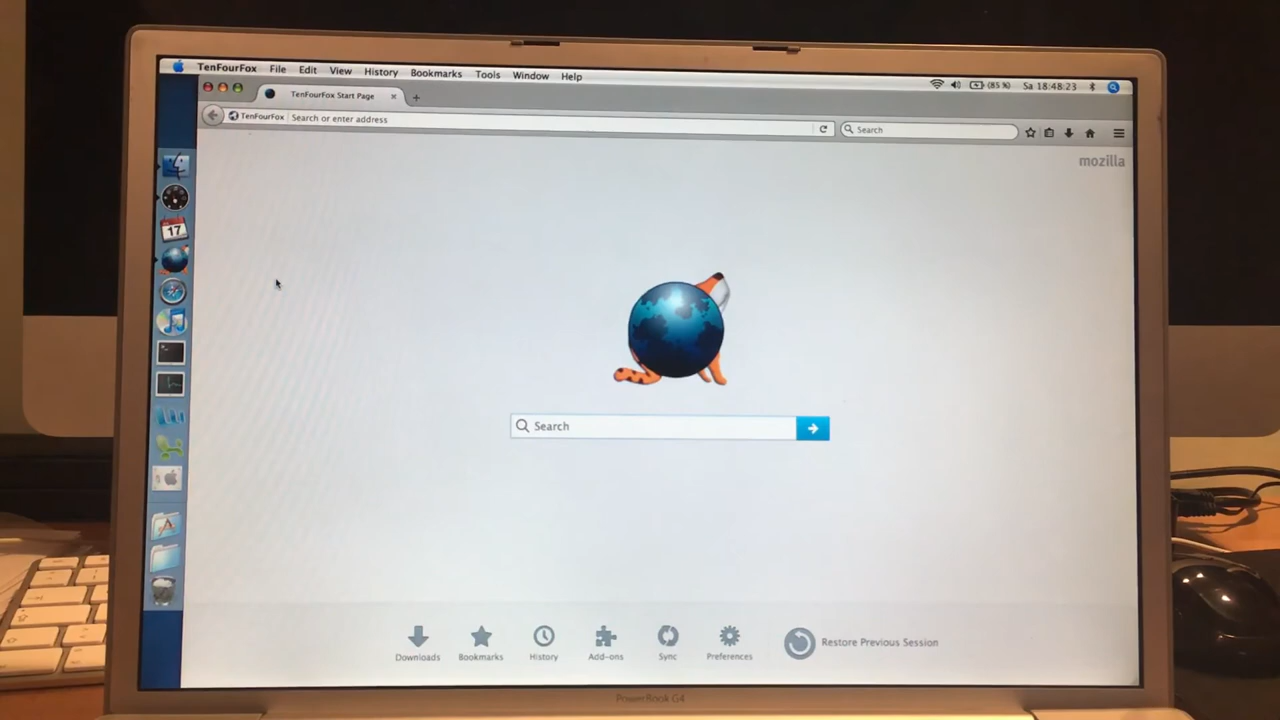 TenFourFox File Edit View History Bookmarks Tools Window Help (85 %) Sa 18:48:23
TenFourFox Start Page
TenFourFox Search or enter address Search
mozilla
17
Search
Downloads Bookmarks History Add-ons Sync Preferences Restore Previous Session
PowerBook G4